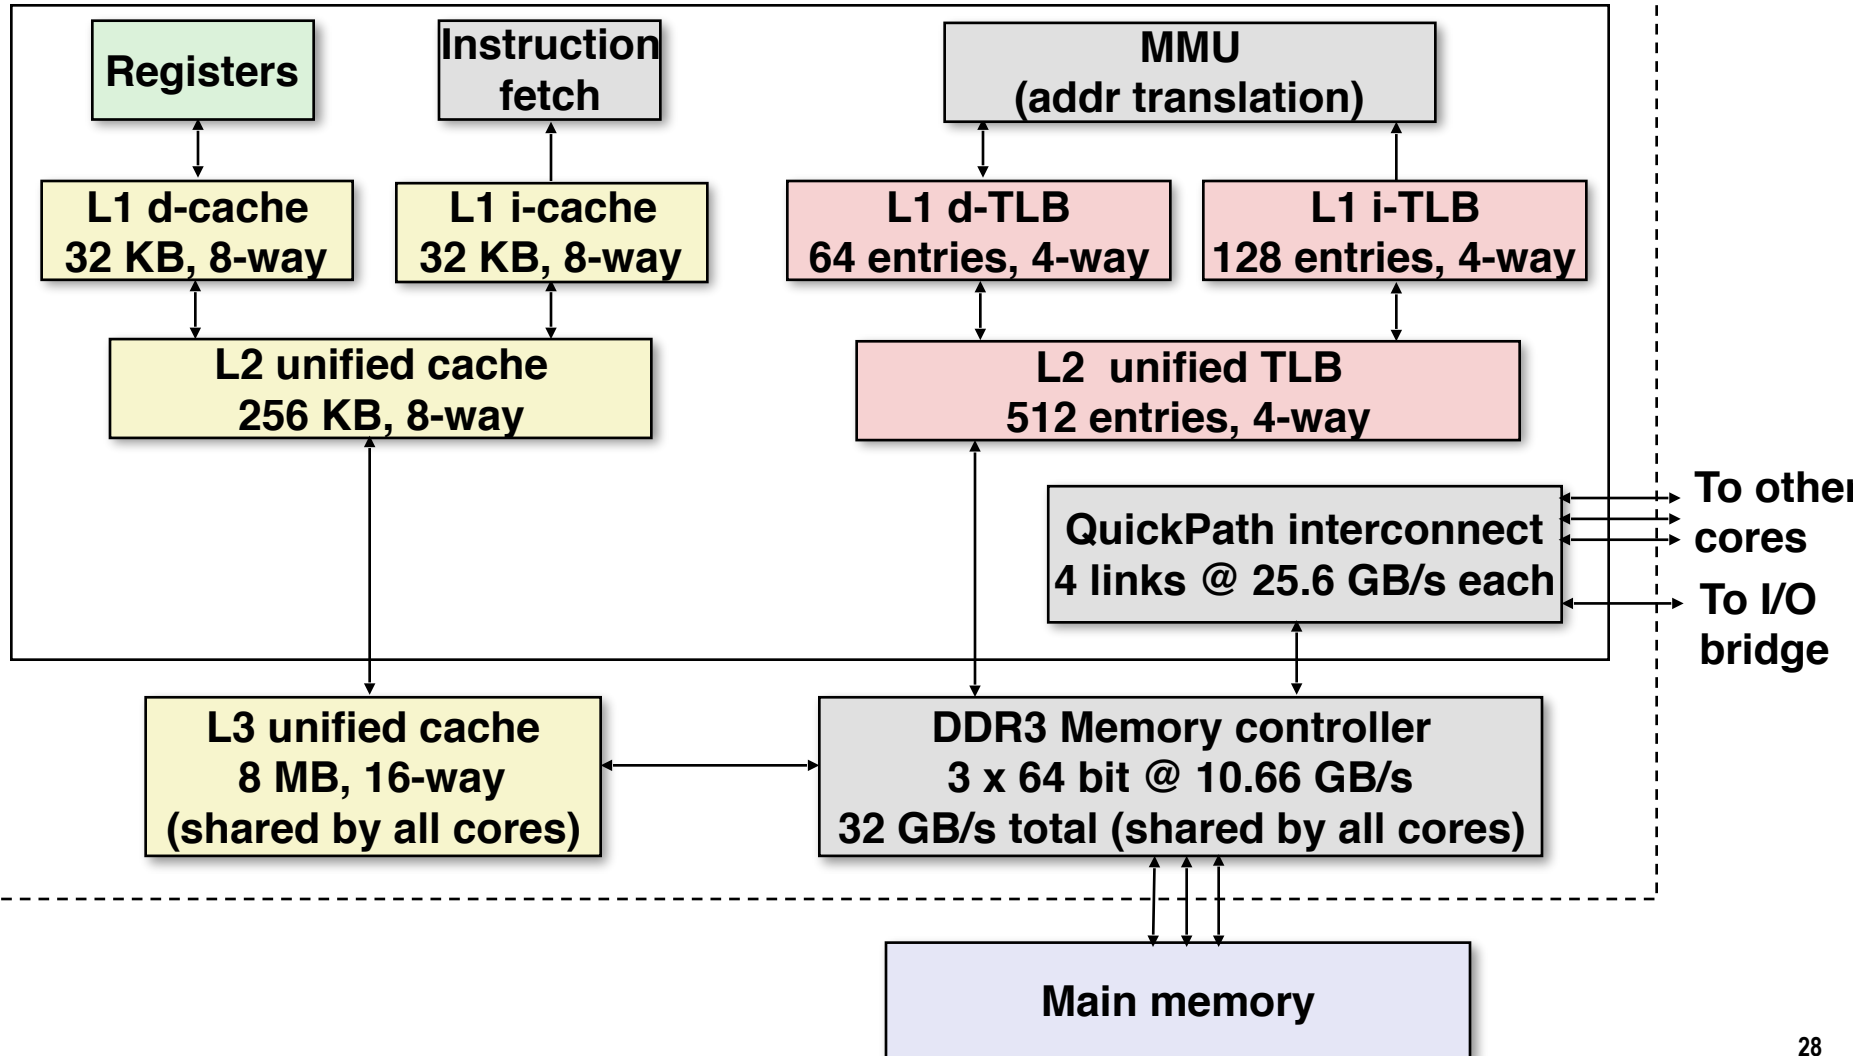 Registers
Instruction
fetch
MMU
(addr translation)
L1 d-cache
32 KB, 8-way
L1 i-cache
32 KB, 8-way
L1 d-TLB
64 entries, 4-way
L1 i-TLB
128 entries, 4-way
L2 unified cache
256 KB, 8-way
L2 unified TLB
512 entries, 4-way
QuickPath interconnect
4 links @ 25.6 GB/s each
To other
cores
To I/O
bridge
L3 unified cache
8 MB, 16-way
(shared by all cores)
DDR3 Memory controller
3 x 64 bit @ 10.66 GB/s
32 GB/s total (shared by all cores)
Main memory
28